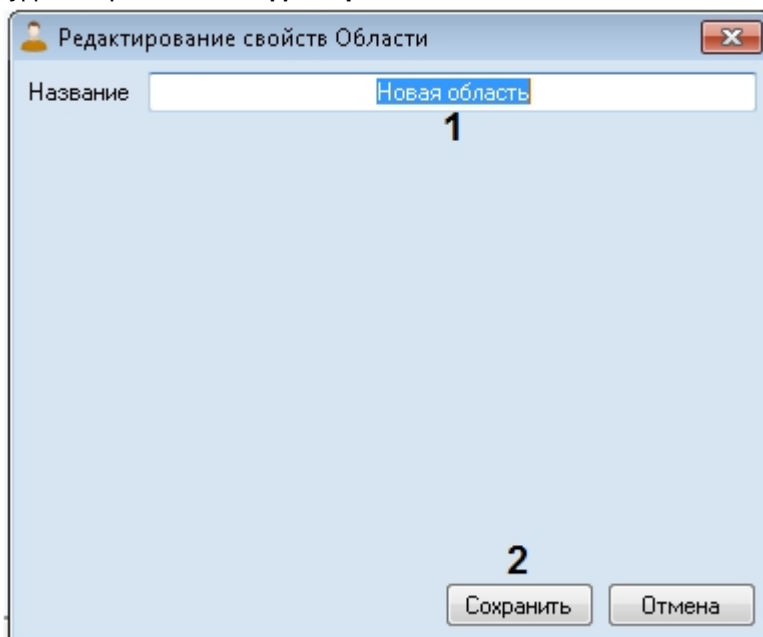 Редактирование свойств Области
Название Новая область
1
2
Сохранить Отмена